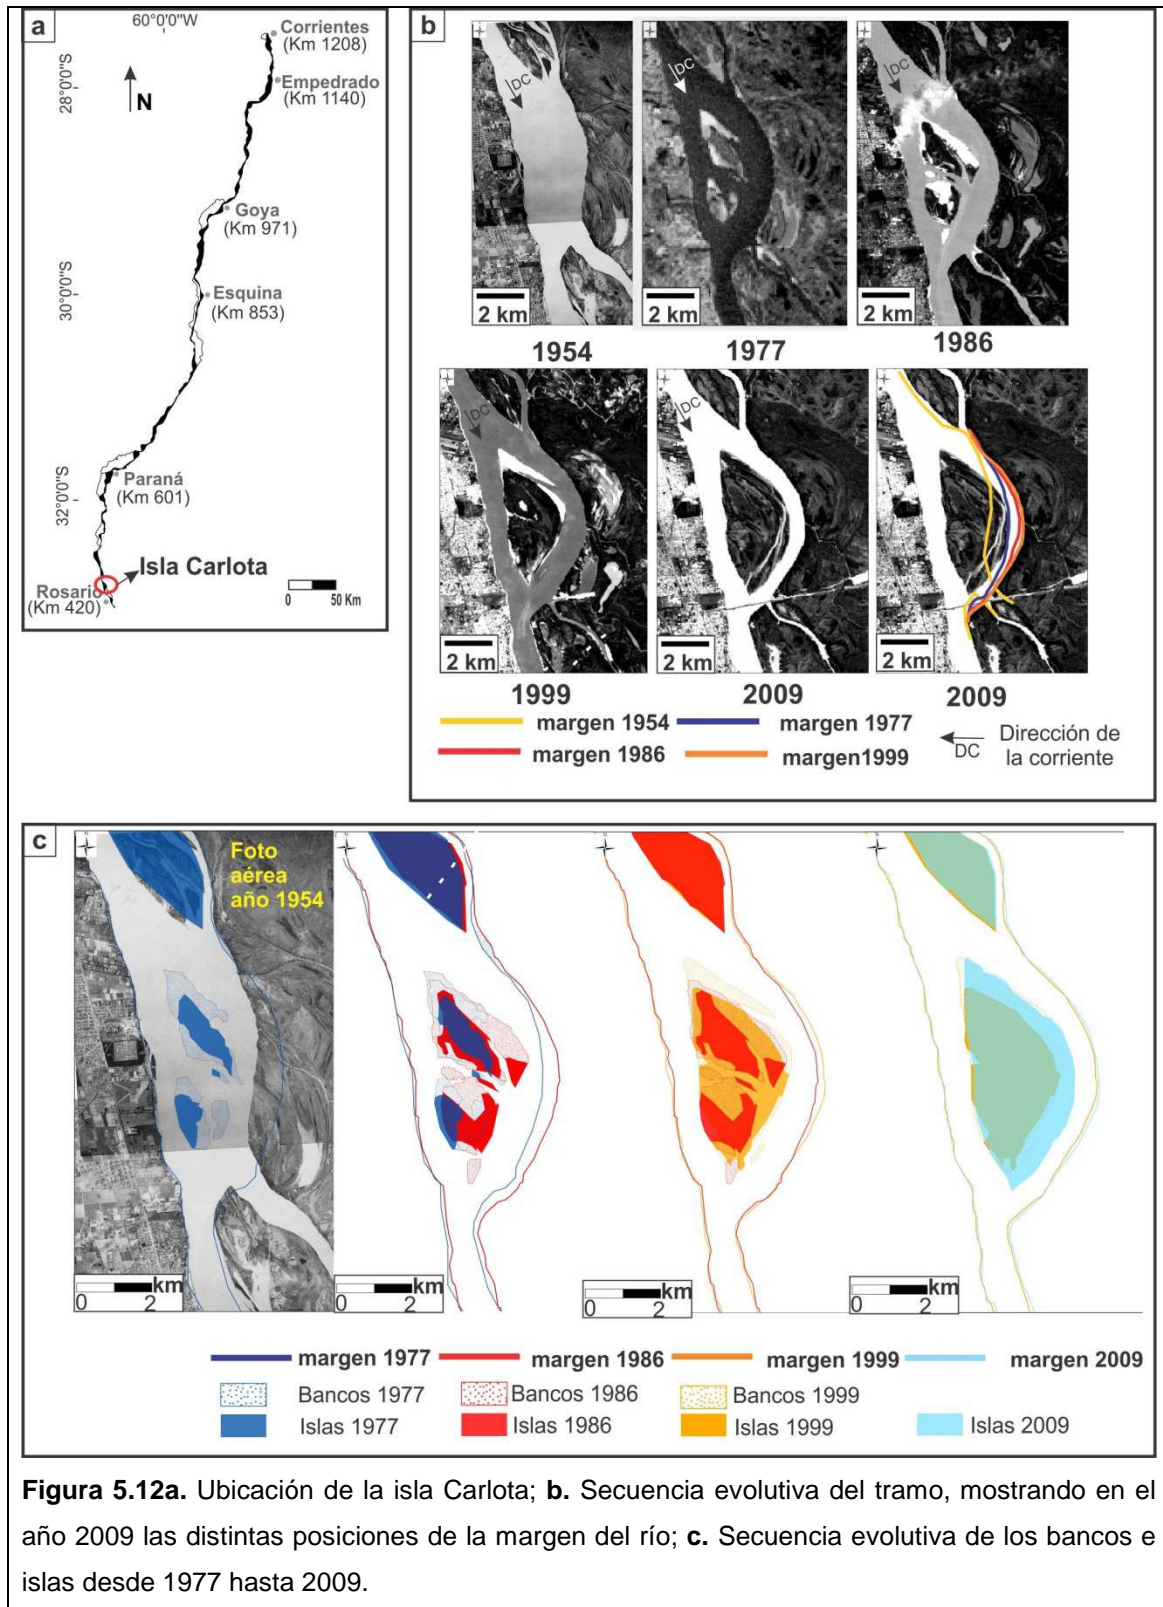 a
60°0'0"W
Corrientes
(Km 1208)
Empedrado
(Km 1140)
28°0'0"S
N
Goya
(Km 971)
Esquina
(Km 853)
30°0'0"S
Paraná
(Km 601)
32°0'0"S
Isla Carlota
Rosario
(Km 420)
0 50 Km
b
DC
DC
DC
2 km
2 km
2 km
1954
1977
1986
DC
DC
2 km
2 km
2 km
1999
2009
2009
margen 1954
margen 1977
Dirección de
la corriente
DC
margen 1986
margen1999
c
Foto
aérea
año 1954
km
0 2
km
0 2
km
0 2
km
0 2
margen 1977
margen 1986
margen 1999
margen 2009
Bancos 1977
Bancos 1986
Bancos 1999
Islas 1977
Islas 1986
Islas 1999
Islas 2009
Figura 5.12a. Ubicación de la isla Carlota; b. Secuencia evolutiva del tramo, mostrando en el
año 2009 las distintas posiciones de la margen del río; c. Secuencia evolutiva de los bancos e
islas desde 1977 hasta 2009.